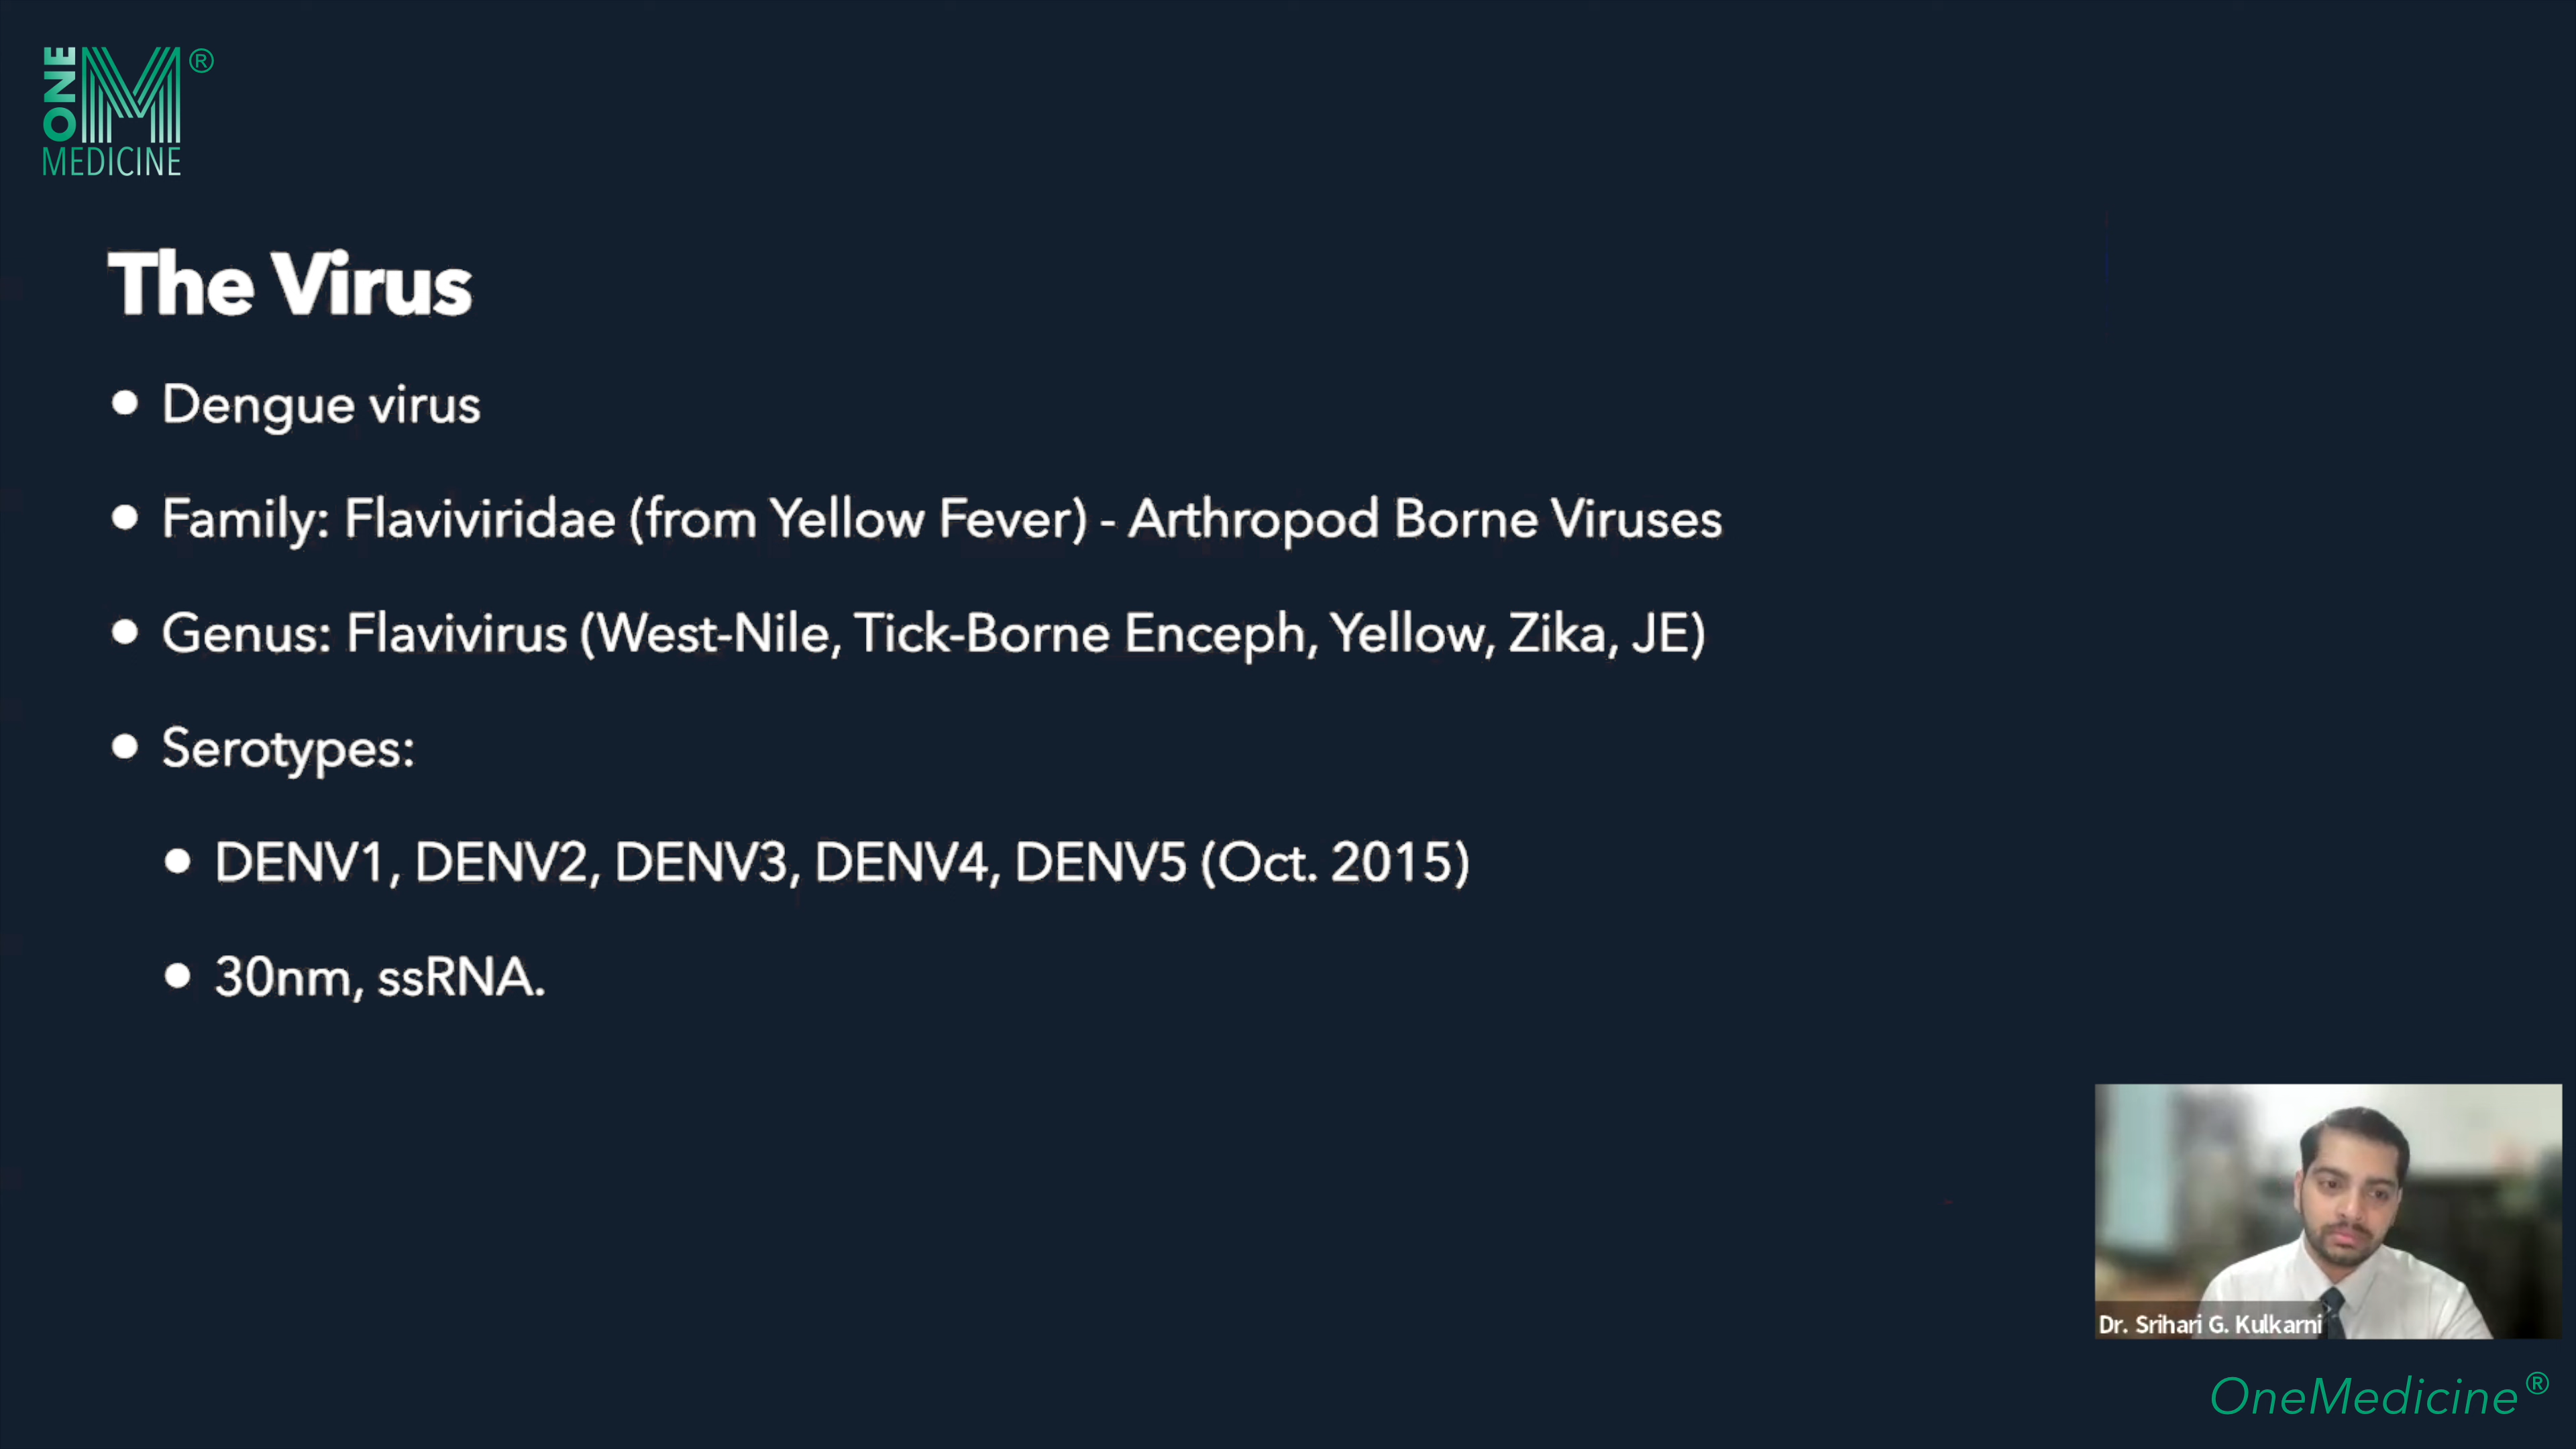 ONE
M®
MEDICINE
The Virus
• Dengue virus
• Family: Flaviviridae (from Yellow Fever) - Arthropod Borne Viruses
• Genus: Flavivirus (West-Nile, Tick-Borne Enceph, Yellow, Zika, JE)
• Serotypes:
• DENV1, DENV2, DENV3, DENV4, DENV5 (Oct. 2015)
• 30nm, ssRNA.
Dr. Srihari G. Kulkarni
OneMedicine®